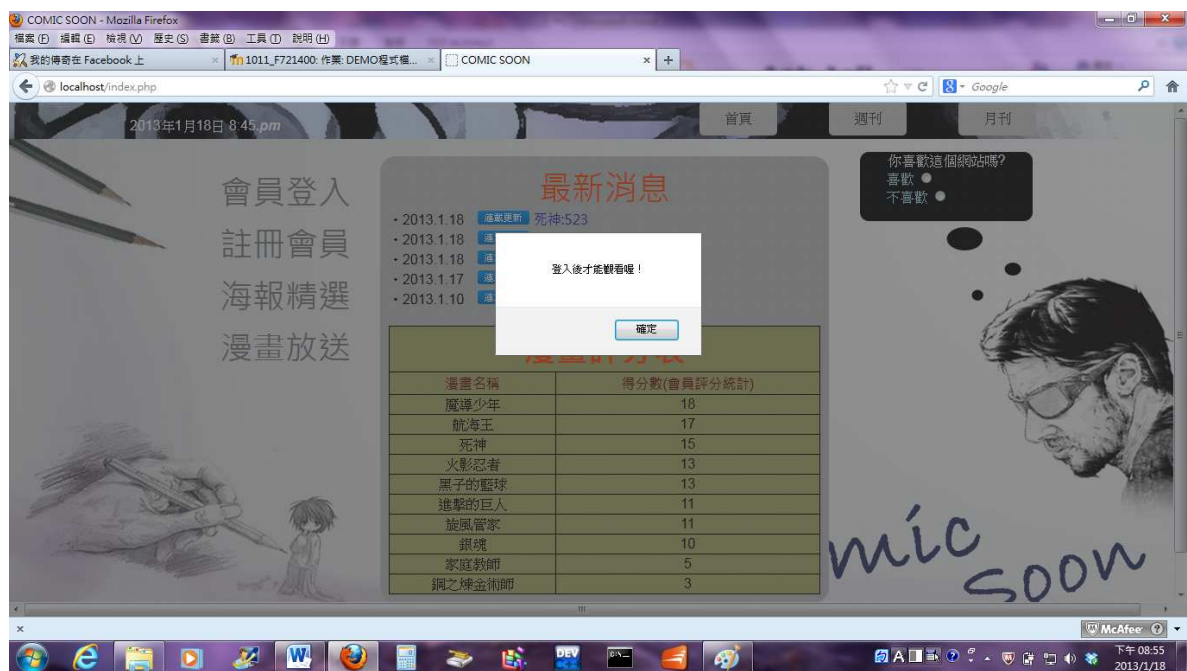 COMIC SOON - Mozilla Firefox
檔案(F) 編輯(E) 檢視(V) 歷史(S) 書籤(B) 工具(T) 說明(H)
我的傳奇在 Facebook 上 × 1011_F721400: 作業: DEMO程式檔... × COMIC SOON × +
localhost/index.php Google
2013年1月18日 8:45.pm 首頁 週刊 月刊
會員登入
註冊會員
海報精選
漫畫放送
最新消息
‧2013.1.18 連載更新 死神:523
‧2013.1.18
‧2013.1.18
‧2013.1.17
‧2013.1.10
登入後才能觀看喔！
確定
漫畫評分表
漫畫名稱 得分數(會員評分統計)
魔導少年 18
航海王 17
死神 15
火影忍者 13
黑子的籃球 13
進擊的巨人 11
旋風管家 11
銀魂 10
家庭教師 5
鋼之煉金術師 3
你喜歡這個網站嗎?
喜歡
不喜歡
mic
soon
× McAfee
DEV
下午 08:55
2013/1/18